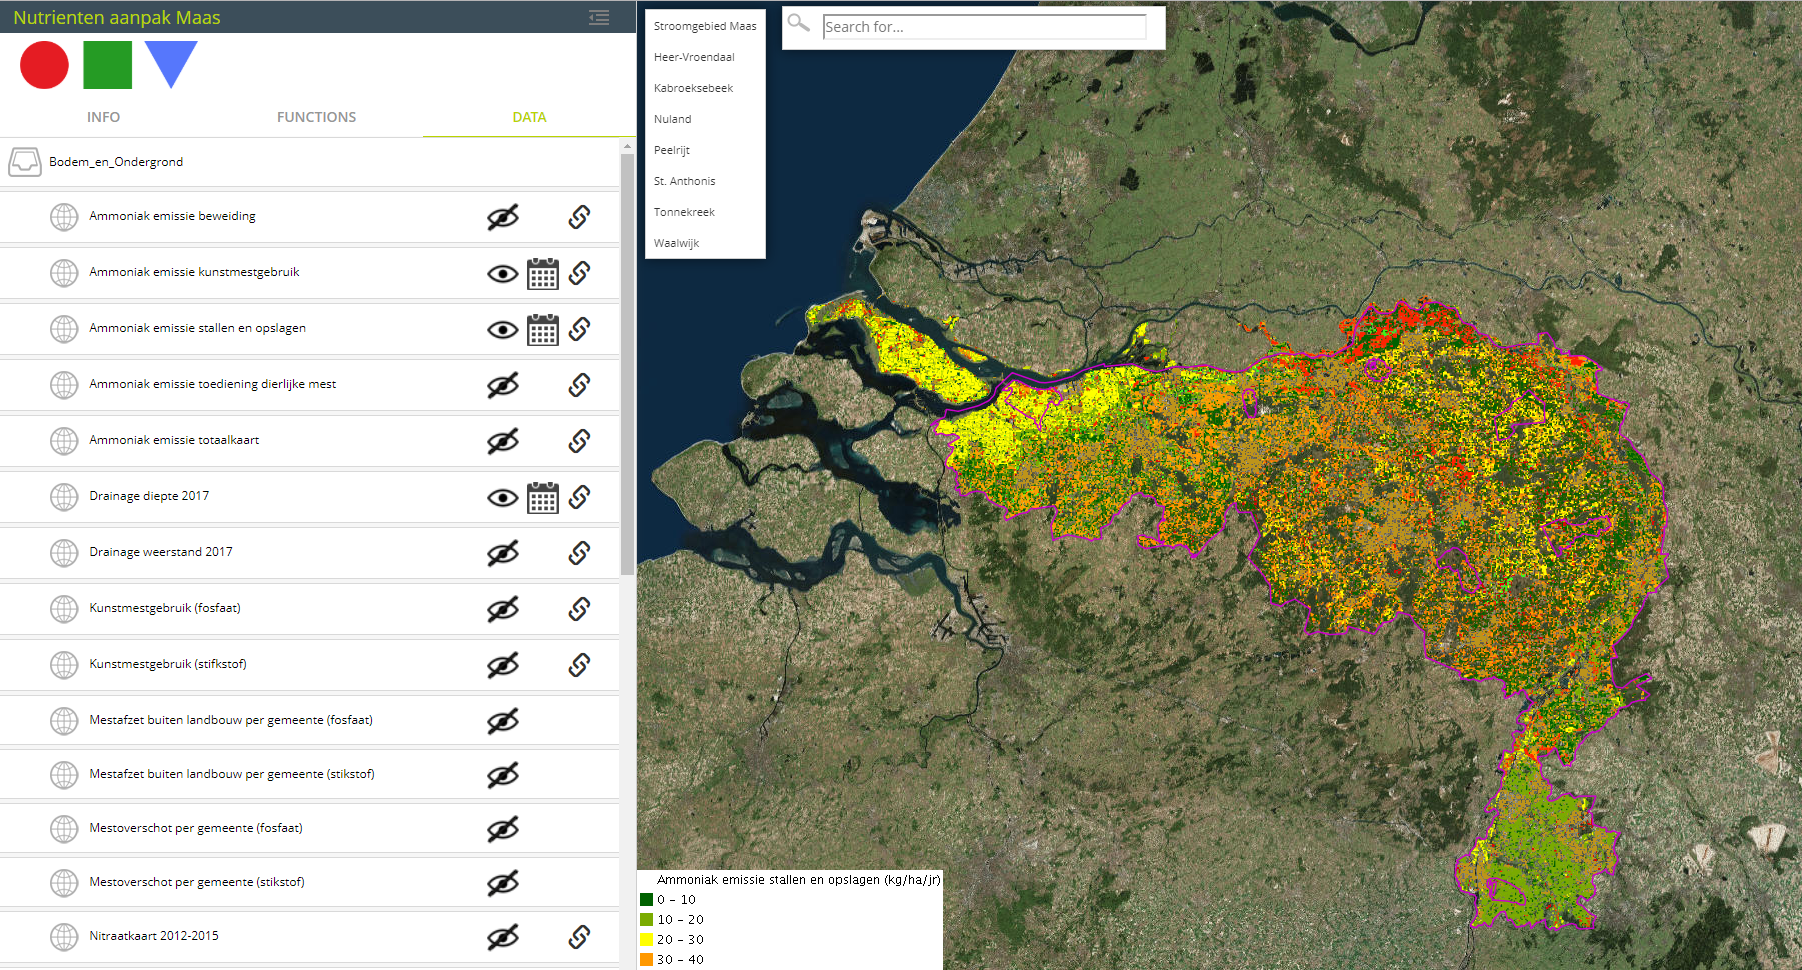 Nutrienten aanpak Maas
INFO
FUNCTIONS
DATA
Bodem_en_Ondergrond
Ammoniak emissie beweiding
Ammoniak emissie kunstmestgebruik
Ammoniak emissie stallen en opslagen
Ammoniak emissie toediening dierlijke mest
Ammoniak emissie totaalkaart
Drainage diepte 2017
Drainage weerstand 2017
Kunstmestgebruik (fosfaat)
Kunstmestgebruik (stifkstof)
Mestafzet buiten landbouw per gemeente (fosfaat)
Mestafzet buiten landbouw per gemeente (stikstof)
Mestoverschot per gemeente (fosfaat)
Mestoverschot per gemeente (stikstof)
Nitraatkaart 2012-2015
Stroomgebied Maas
Heer-Vroendaal
Kabroeksebeek
Nuland
Peelrijt
St. Anthonis
Tonnekreek
Waalwijk
Search for...
Ammoniak emissie stallen en opslagen (kg/ha/jr)
0 - 10
10 - 20
20 - 30
30 - 40